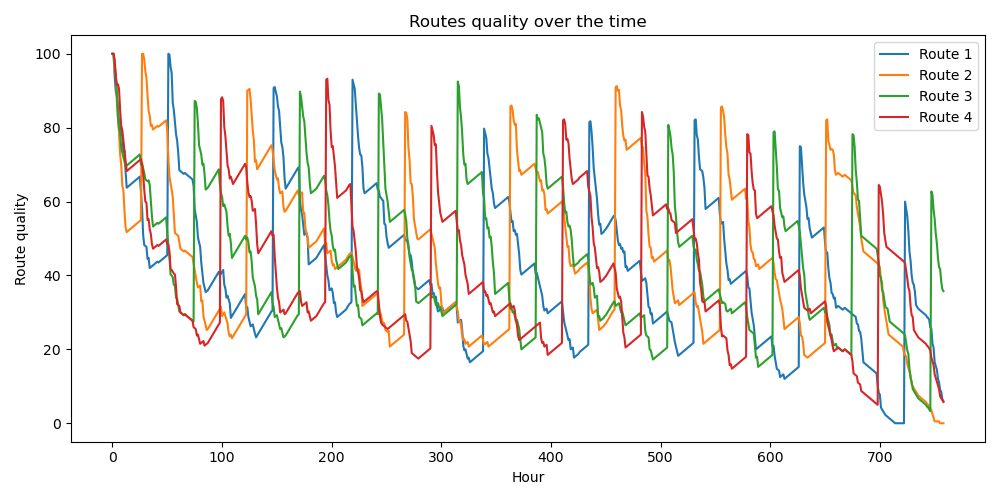 Routes quality over the time
Route quality
100
80
60
40
20
0
Route 1
Route 2
Route 3
Route 4
0 100 200 300 400 500 600 700
Hour